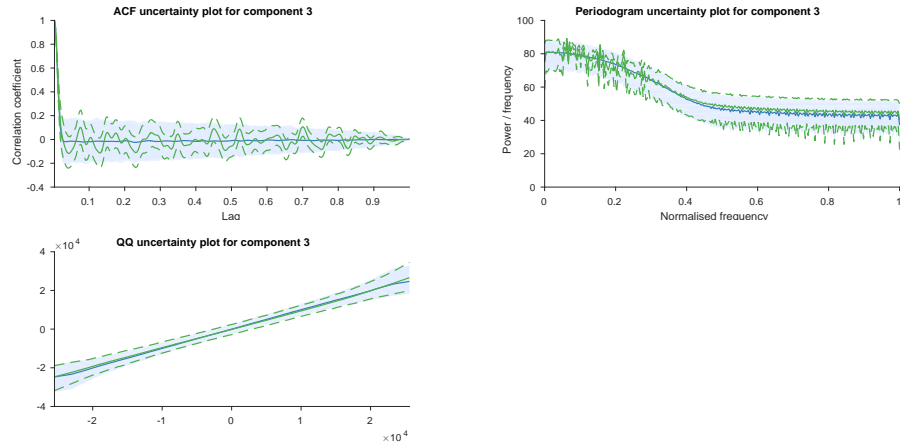 ACF uncertainty plot for component 3
Correlation coefficient
1
0.8
0.6
0.4
0.2
0
-0.2
-0.4
0.1 0.2 0.3 0.4 0.5 0.6 0.7 0.8 0.9
Lag
Periodogram uncertainty plot for component 3
Power / frequency
100
80
60
40
20
0
0 0.2 0.4 0.6 0.8 1
Normalised frequency
QQ uncertainty plot for component 3
×10⁴
4
2
0
-2
-4
-2 -1 0 1 2
×10⁴